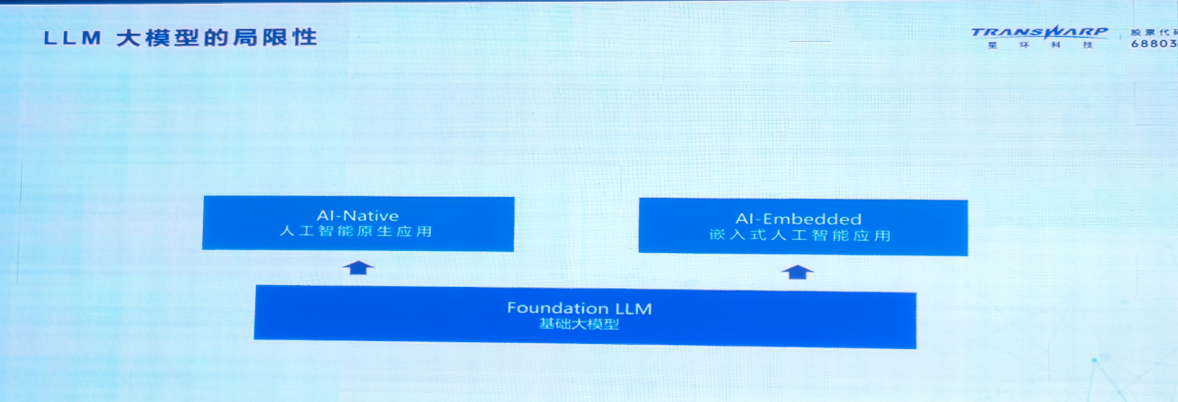 LLM 大模型的局限性
TRANSWARP
星环科技
股票代码
68803
AI-Native
人工智能原生应用
AI-Embedded
嵌入式人工智能应用
Foundation LLM
基础大模型